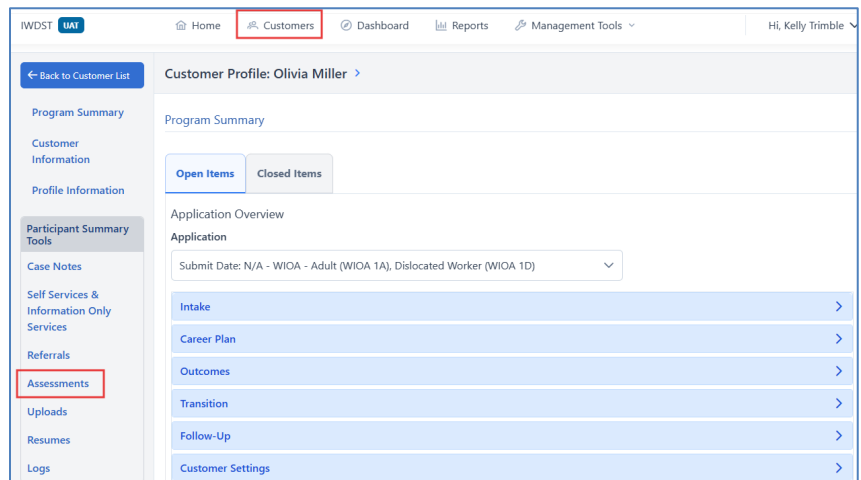 IWDST UAT Home Customers Dashboard Reports Management Tools Hi, Kelly Trimble
Back to Customer List
Program Summary
Customer
Information
Profile Information
Participant Summary
Tools
Case Notes
Self Services &
Information Only
Services
Referrals
Assessments
Uploads
Resumes
Logs
Customer Profile: Olivia Miller
Program Summary
Open Items Closed Items
Application Overview
Application
Submit Date: N/A - WIOA - Adult (WIOA 1A), Dislocated Worker (WIOA 1D)
Intake
Career Plan
Outcomes
Transition
Follow-Up
Customer Settings